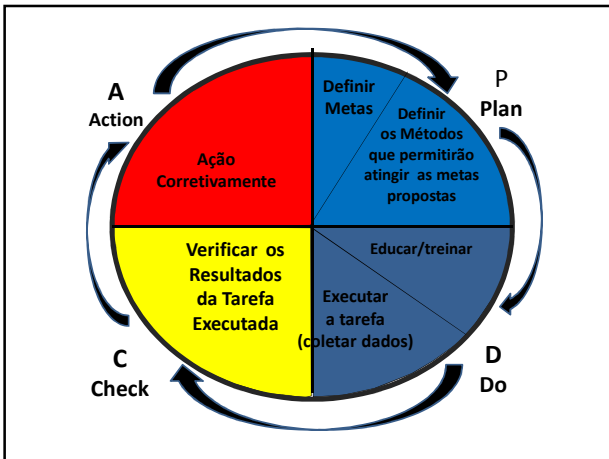 A
Action
P
Plan
Definir
Metas
Definir
os Métodos
que permitirão
atingir as metas
propostas
Ação
Corretivamente
Verificar os
Resultados
da Tarefa
Executada
Educar/treinar
Executar
a tarefa
(coletar dados)
C
Check
D
Do